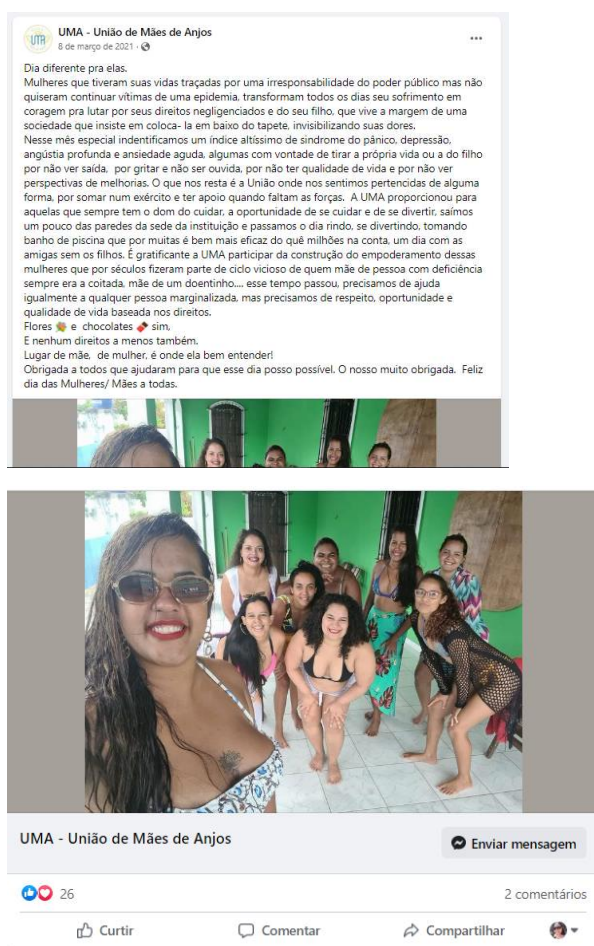 UMA - União de Mães de Anjos
8 de março de 2021 ·
Dia diferente pra elas.
Mulheres que tiveram suas vidas traçadas por uma irresponsabilidade do poder público mas não
quiseram continuar vítimas de uma epidemia, transformam todos os dias seu sofrimento em
coragem pra lutar por seus direitos negligenciados e do seu filho, que vive a margem de uma
sociedade que insiste em coloca- la em baixo do tapete, invisibilizando suas dores.
Nesse mês especial indentificamos um índice altíssimo de sindrome do pânico, depressão,
angústia profunda e ansiedade aguda, algumas com vontade de tirar a própria vida ou a do filho
por não ver saída, por gritar e não ser ouvida, por não ter qualidade de vida e por não ver
perspectivas de melhorias. O que nos resta é a União onde nos sentimos pertencidas de alguma
forma, por somar num exército e ter apoio quando faltam as forças. A UMA proporcionou para
aquelas que sempre tem o dom do cuidar, a oportunidade de se cuidar e de se divertir, saímos
um pouco das paredes da sede da instituição e passamos o dia rindo, se divertindo, tomando
banho de piscina que por muitas é bem mais eficaz do quê milhões na conta, um dia com as
amigas sem os filhos. É gratificante a UMA participar da construção do empoderamento dessas
mulheres que por séculos fizeram parte de ciclo vicioso de quem mãe de pessoa com deficiência
sempre era a coitada, mãe de um doentinho.... esse tempo passou, precisamos de ajuda
igualmente a qualquer pessoa marginalizada, mas precisamos de respeito, oportunidade e
qualidade de vida baseada nos direitos.
Flores 💐 e chocolates 🍫 sim,
E nenhum direitos a menos também.
Lugar de mãe, de mulher, é onde ela bem entender!
Obrigada a todos que ajudaram para que esse dia posso possível. O nosso muito obrigada. Feliz
dia das Mulheres/ Mães a todas.
UMA - União de Mães de Anjos
Enviar mensagem
26
2 comentários
Curtir
Comentar
Compartilhar